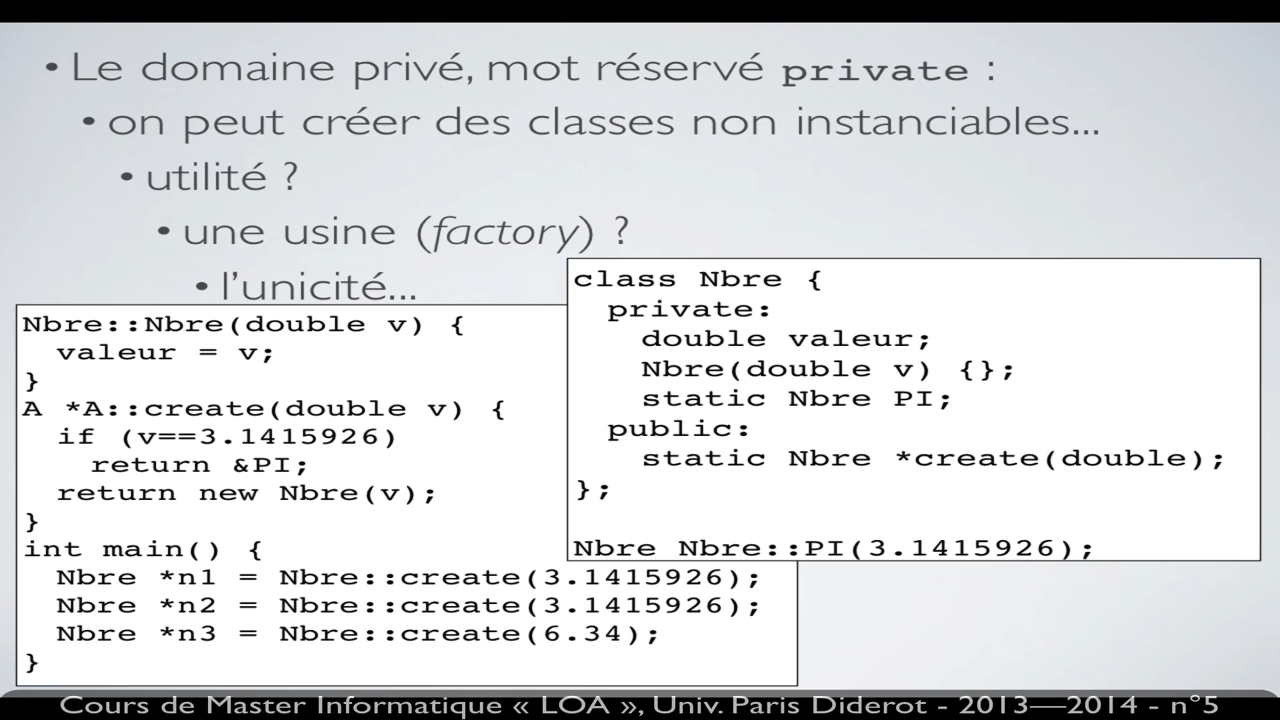 • Le domaine privé, mot réservé private :
• on peut créer des classes non instanciables...
• utilité ?
• une usine (factory) ?
• l'unicité...
Nbre::Nbre(double v) {
valeur = v;
}
A *A::create(double v) {
if (v==3.1415926)
return &PI;
return new Nbre(v);
}
int main() {
Nbre *n1 = Nbre::create(3.1415926);
Nbre *n2 = Nbre::create(3.1415926);
Nbre *n3 = Nbre::create(6.34);
}
class Nbre {
private:
double valeur;
Nbre(double v) {};
static Nbre PI;
public:
static Nbre *create(double);
};
Nbre Nbre::PI(3.1415926);
Cours de Master Informatique « LOA », Univ. Paris Diderot - 2013—2014 - n°5